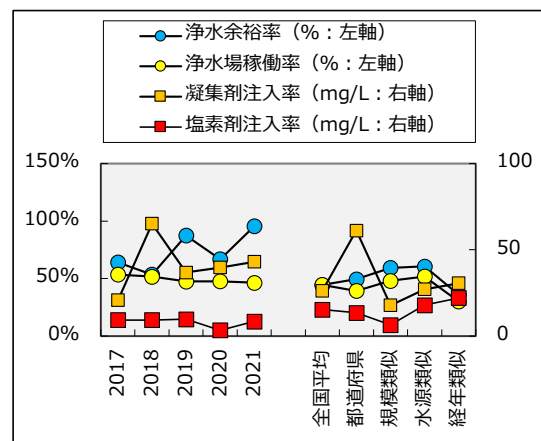 浄水余裕率（%：左軸）
浄水場稼働率（%：左軸）
凝集剤注入率（mg/L：右軸）
塩素剤注入率（mg/L：右軸）
150%
100%
50%
0%
100
50
0
2017
2018
2019
2020
2021
全国平均
都道府県
規模類似
水源類似
経年類似